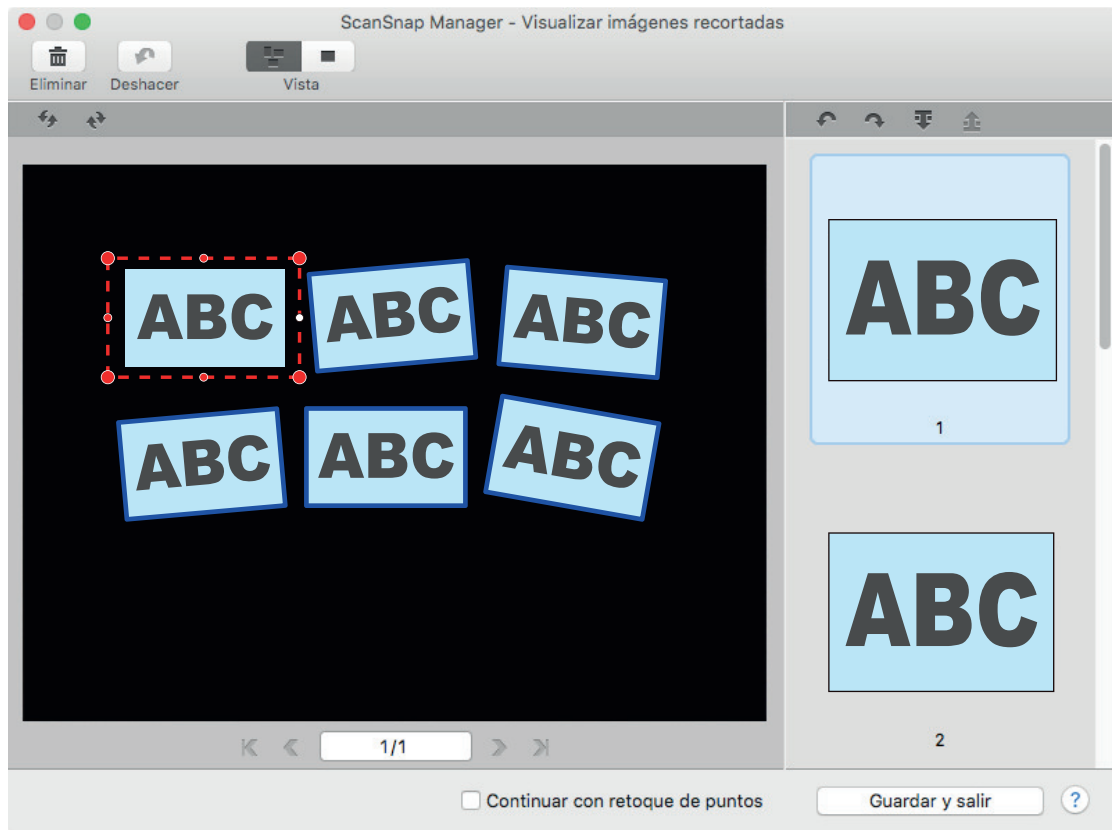 ScanSnap Manager - Visualizar imágenes recortadas
Eliminar Deshacer Vista
ABC ABC ABC
ABC ABC ABC
1/1
ABC
1
ABC
2
Continuar con retoque de puntos Guardar y salir ?